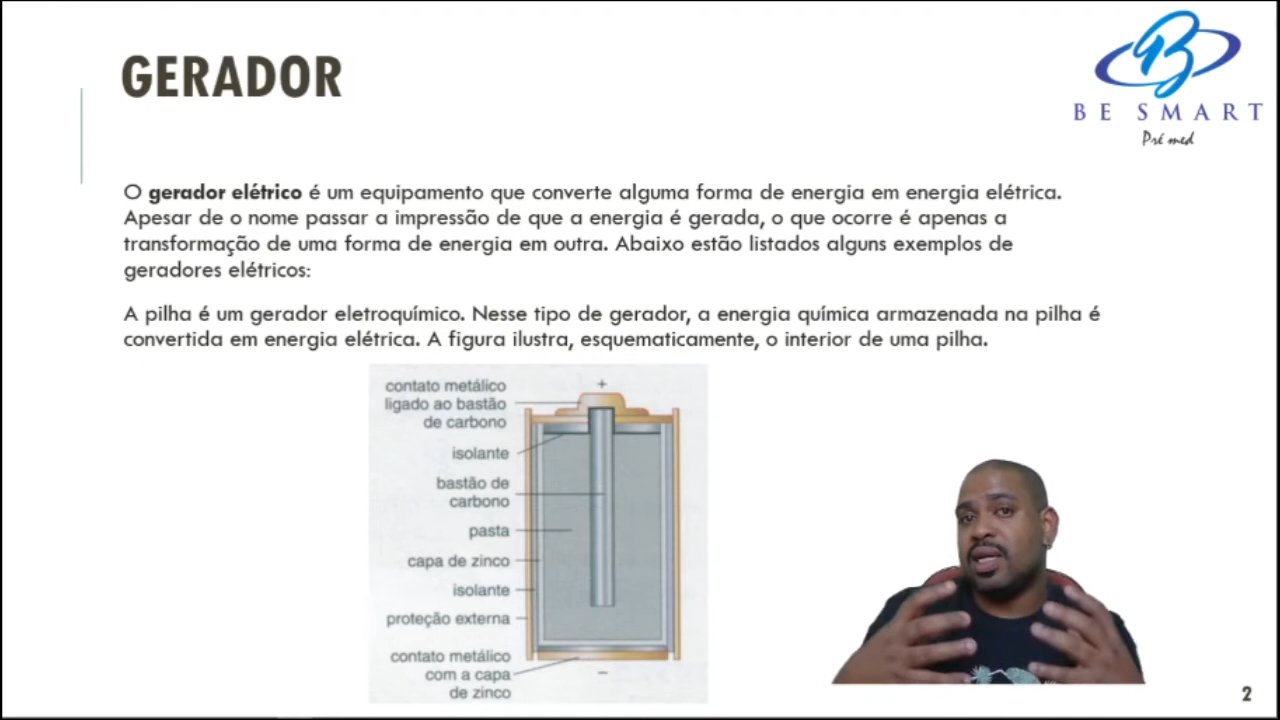 GERADOR
BE SMART
Pré med
O gerador elétrico é um equipamento que converte alguma forma de energia em energia elétrica.
Apesar de o nome passar a impressão de que a energia é gerada, o que ocorre é apenas a
transformação de uma forma de energia em outra. Abaixo estão listados alguns exemplos de
geradores elétricos:
A pilha é um gerador eletroquímico. Nesse tipo de gerador, a energia química armazenada na pilha é
convertida em energia elétrica. A figura ilustra, esquematicamente, o interior de uma pilha.
+
contato metálico
ligado ao bastão
de carbono
isolante
bastão de
carbono
pasta
capa de zinco
isolante
proteção externa
contato metálico
com a capa
de zinco
–
2